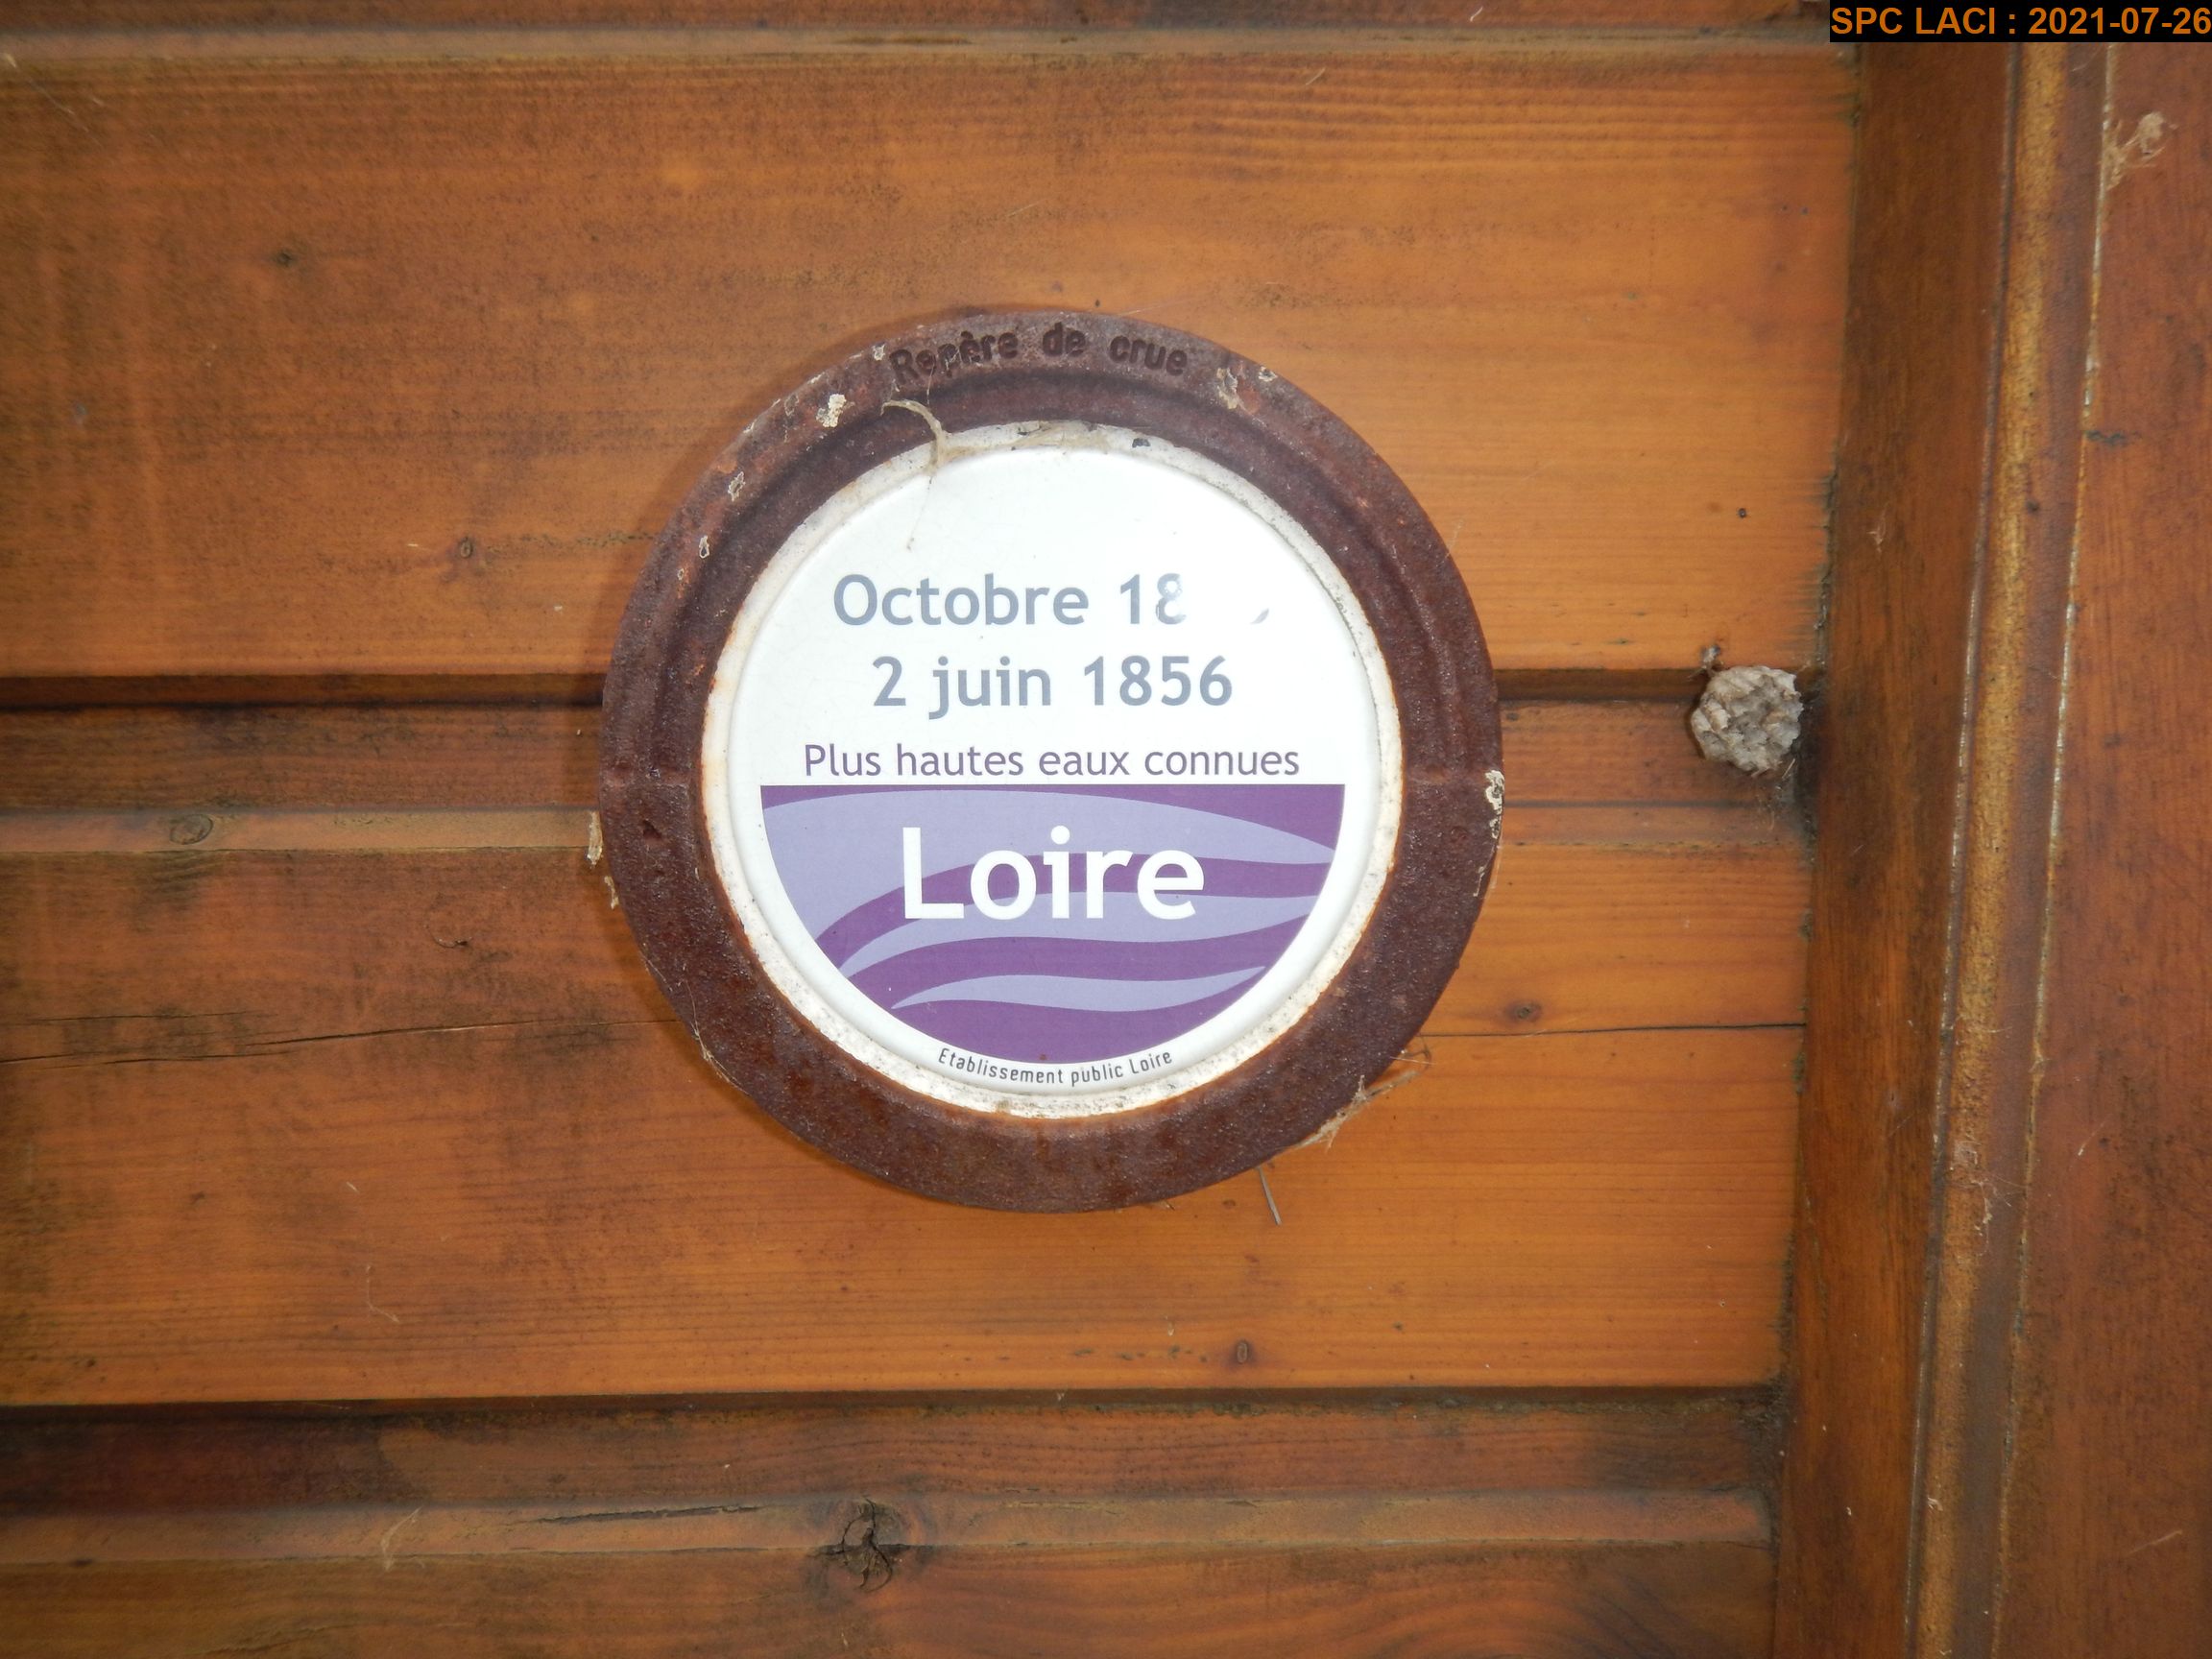 SPC LACI : 2021-07-26
Repère de crue
Octobre
2 juin 1856
Plus hautes eaux connues
Loire
Etablissement public Loire